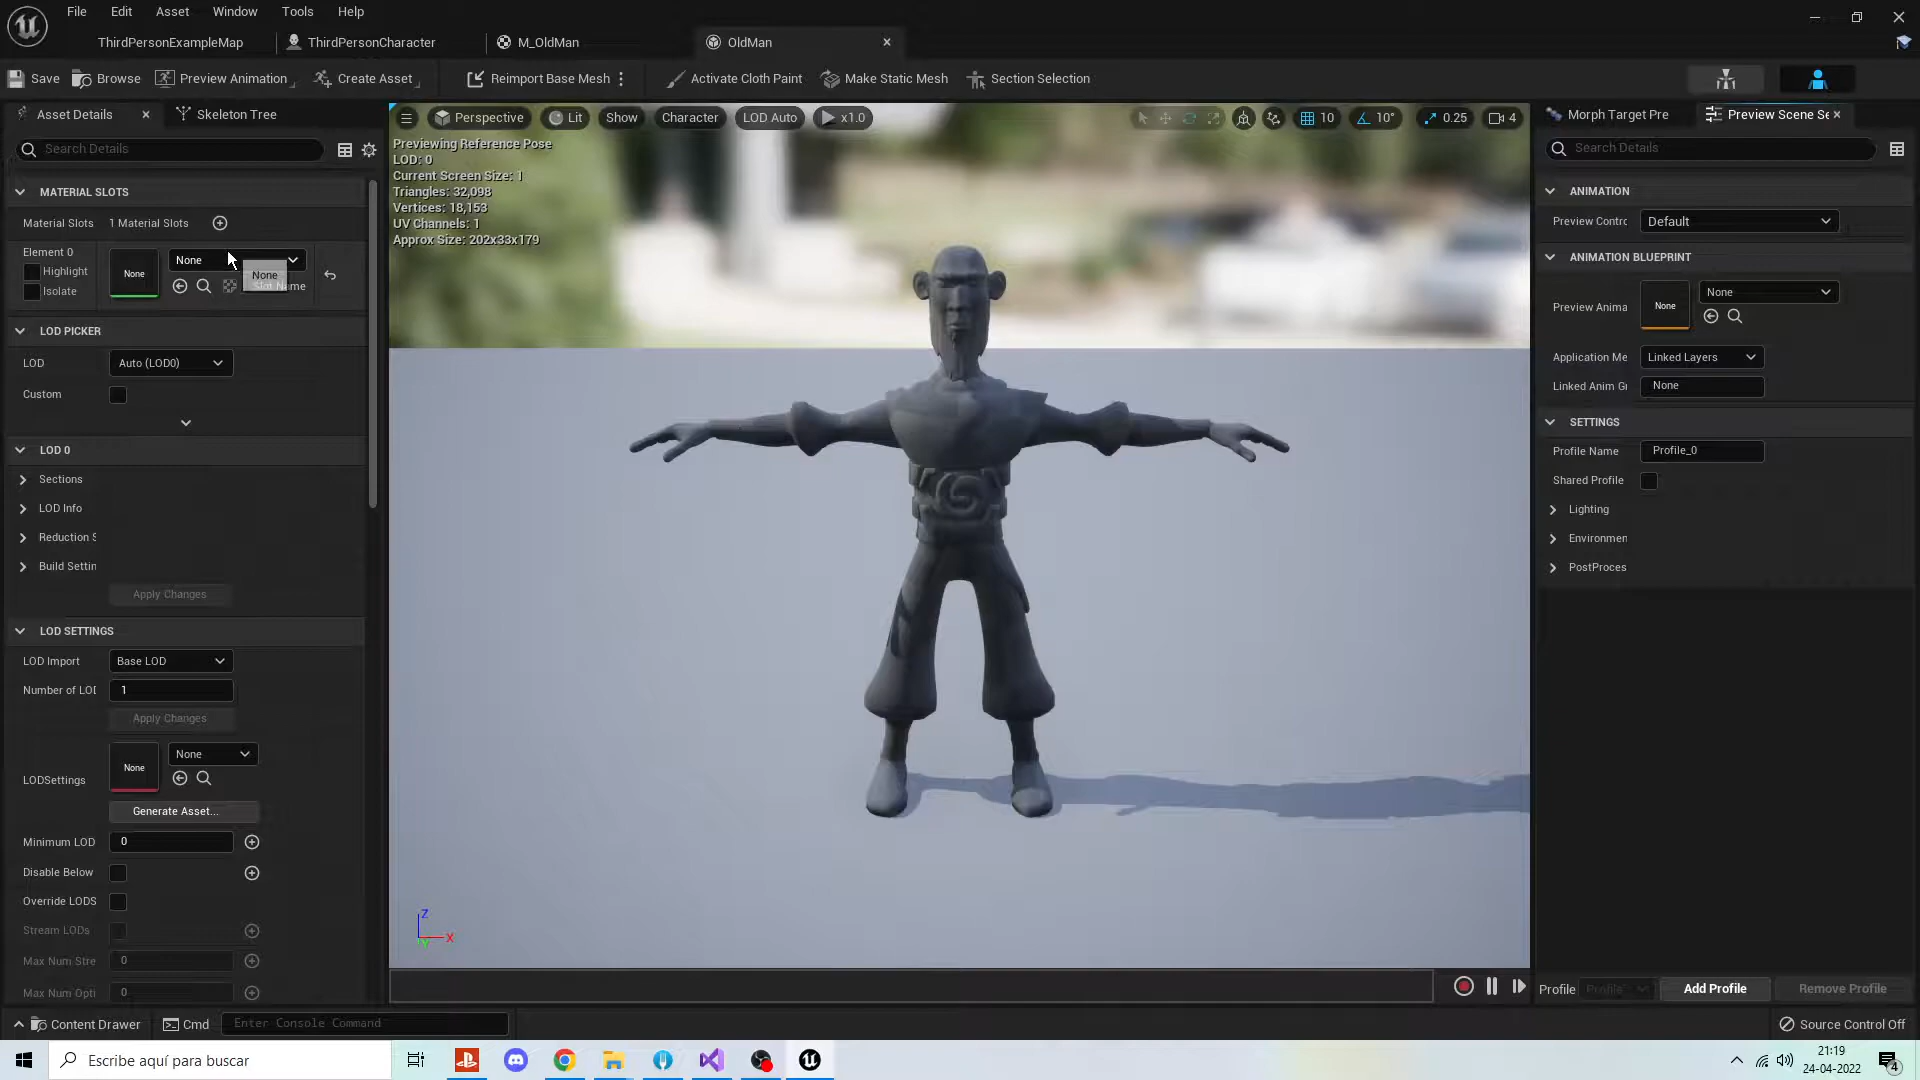 File Edit Asset Window Tools Help
ThirdPersonExampleMap ThirdPersonCharacter M_OldMan OldMan
Save Browse Preview Animation Create Asset Reimport Base Mesh Activate Cloth Paint Make Static Mesh Section Selection
Asset Details Skeleton Tree
Search Details
MATERIAL SLOTS
Material Slots 1 Material Slots
Element 0
Highlight
Isolate
None
None
None
Slot Name
LOD PICKER
LOD Auto (LOD0)
Custom
LOD 0
Sections
LOD Info
Reduction S
Build Settin
Apply Changes
LOD SETTINGS
LOD Import Base LOD
Number of LOD 1
Apply Changes
LODSettings None None
Generate Asset...
Minimum LOD 0
Disable Below
Override LODS
Stream LODs
Max Num Stre 0
Max Num Opti 0
Perspective Lit Show Character LOD Auto x1.0
10 10° 0.25 4
Previewing Reference Pose
LOD: 0
Current Screen Size: 1
Triangles: 32,098
Vertices: 18,153
UV Channels: 1
Approx Size: 202x33x179
Z
X
Y
Morph Target Pre Preview Scene Se
Search Details
ANIMATION
Preview Contro Default
ANIMATION BLUEPRINT
Preview Anima None None
Application Me Linked Layers
Linked Anim Gr None
SETTINGS
Profile Name Profile_0
Shared Profile
Lighting
Environmen
PostProces
Profile Profile Add Profile Remove Profile
Content Drawer Cmd Enter Console Command Source Control Off
Escribe aquí para buscar
21:19
24-04-2022
4